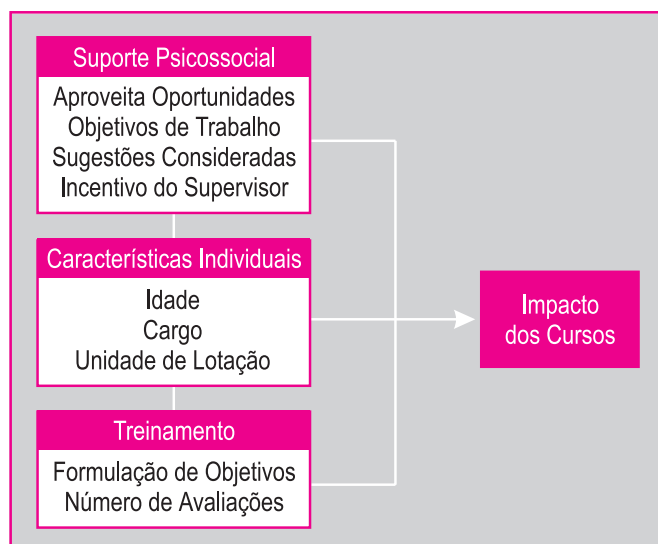 Suporte Psicossocial
Aproveita Oportunidades
Objetivos de Trabalho
Sugestões Consideradas
Incentivo do Supervisor
Características Individuais
Idade
Cargo
Unidade de Lotação
Treinamento
Formulação de Objetivos
Número de Avaliações
Impacto
dos Cursos